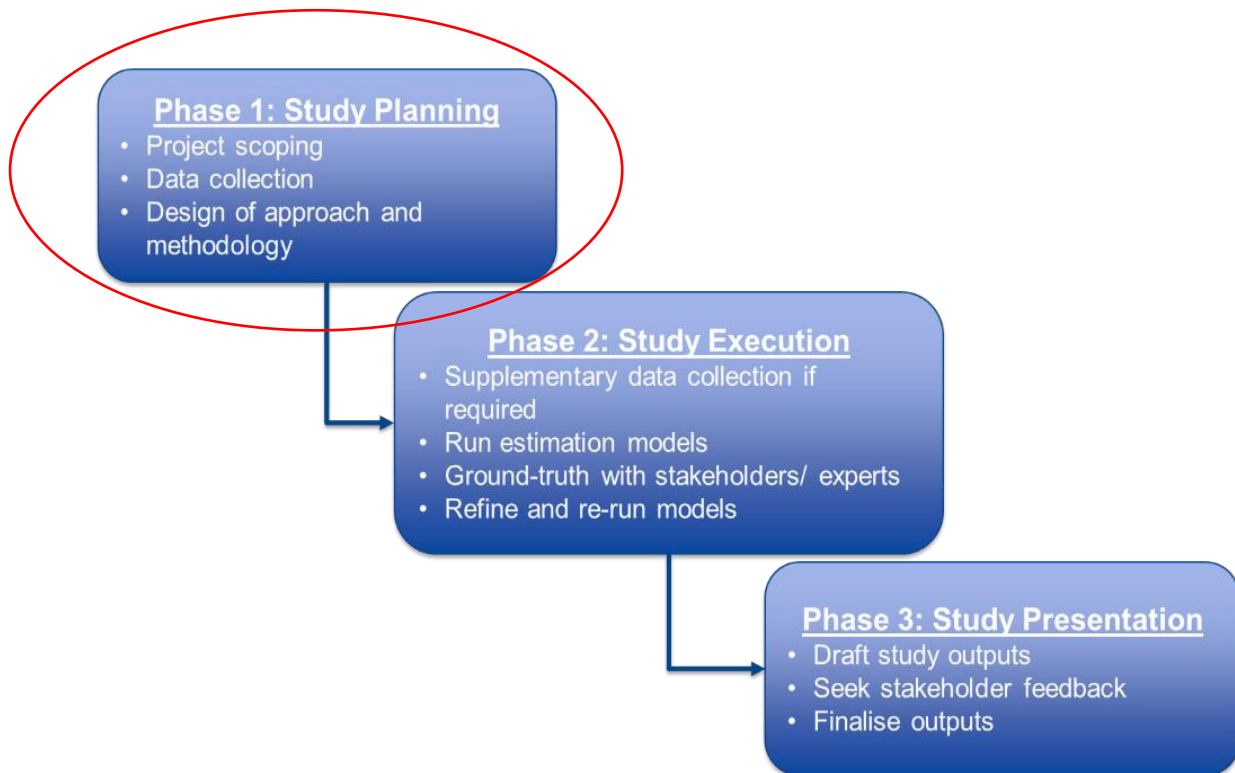 Phase 1: Study Planning
• Project scoping
• Data collection
• Design of approach and
methodology
Phase 2: Study Execution
• Supplementary data collection if
required
• Run estimation models
• Ground-truth with stakeholders/ experts
• Refine and re-run models
Phase 3: Study Presentation
• Draft study outputs
• Seek stakeholder feedback
• Finalise outputs